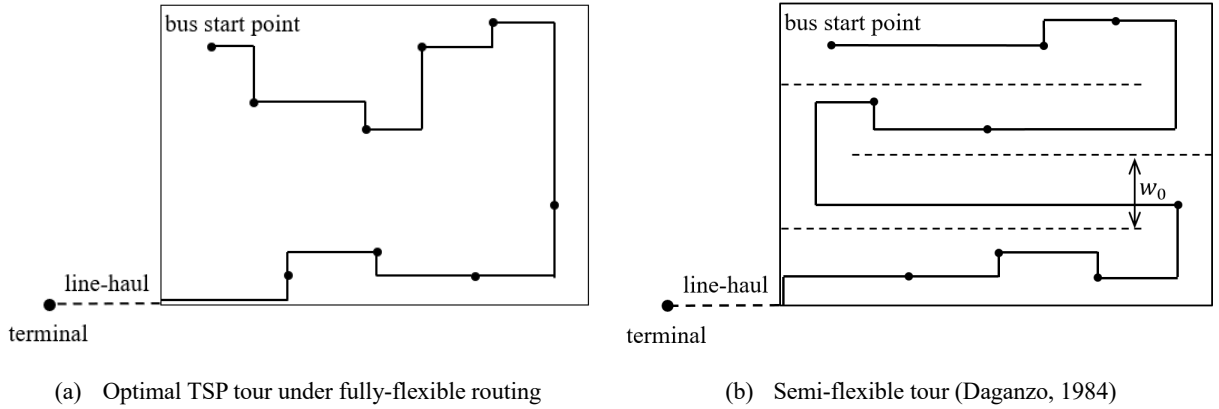 bus start point
line-haul
terminal
(a) Optimal TSP tour under fully-flexible routing
bus start point
w₀
line-haul
terminal
(b) Semi-flexible tour (Daganzo, 1984)